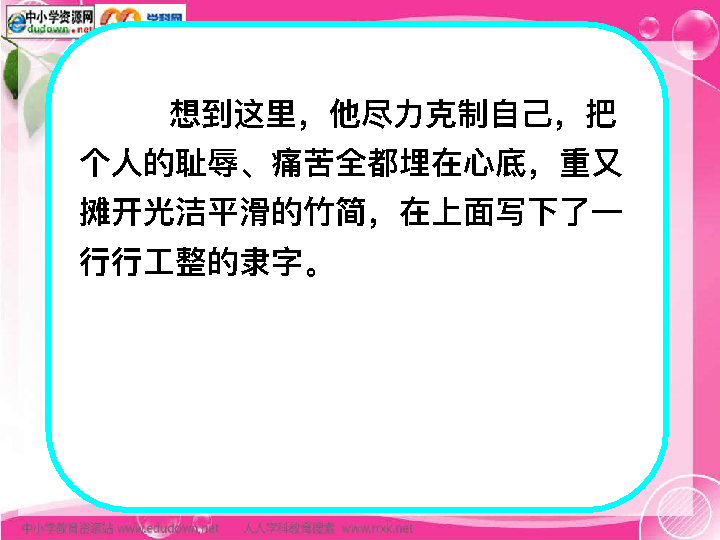 中小学资源网
edudown.net
学科网
想到这里，他尽力克制自己，把
个人的耻辱、痛苦全都埋在心底，重又
摊开光洁平滑的竹简，在上面写下了一
行行工整的隶字。
中小学教育资源站 www.edudown.net 人人学科教育搜索 www.rrxk.net